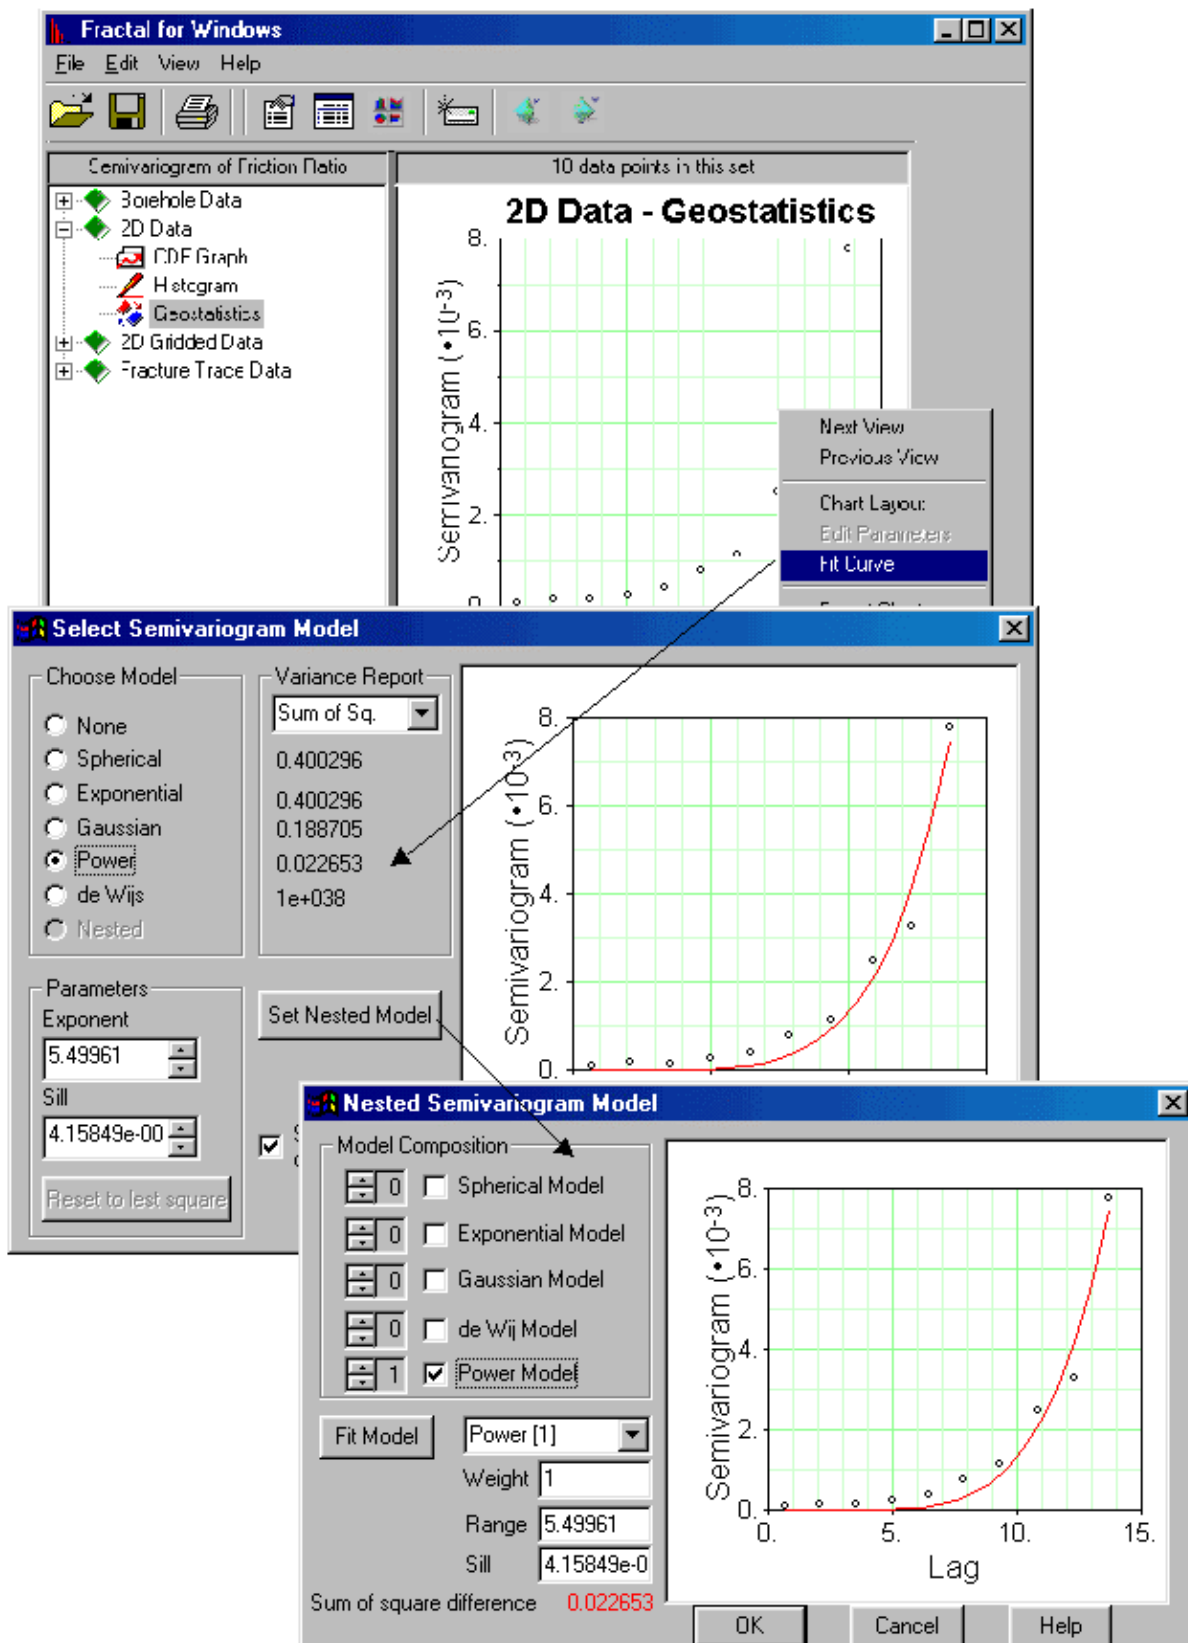 Fractal for Windows
File Edit View Help
Semivariogram of Friction Ratio
10 data points in this set
Borehole Data
2D Data
CDF Graph
Histogram
Geostatistics
2D Gridded Data
Fracture Trace Data
2D Data - Geostatistics
Semivariogram (•10-3)
8.
6.
4.
2.
0.
Next View
Previous View
Chart Layout
Edit Parameters
Fit Curve
Select Semivariogram Model
Choose Model
None
Spherical
Exponential
Gaussian
Power
de Wijs
Nested
Variance Report
Sum of Sq.
0.400296
0.400296
0.188705
0.022653
1e+038
Parameters
Exponent
5.49961
Sill
4.15849e-00
Reset to lest square
Set Nested Model
Semivariogram (•10-3)
8.
6.
4.
2.
0.
Nested Semivariogram Model
Model Composition
0 Spherical Model
0 Exponential Model
0 Gaussian Model
0 de Wij Model
1 Power Model
Fit Model
Power [1]
Weight 1
Range 5.49961
Sill 4.15849e-0
Sum of square difference 0.022653
Semivariogram (•10-3)
8.
6.
4.
2.
0.
0. 5. 10. 15.
Lag
OK Cancel Help